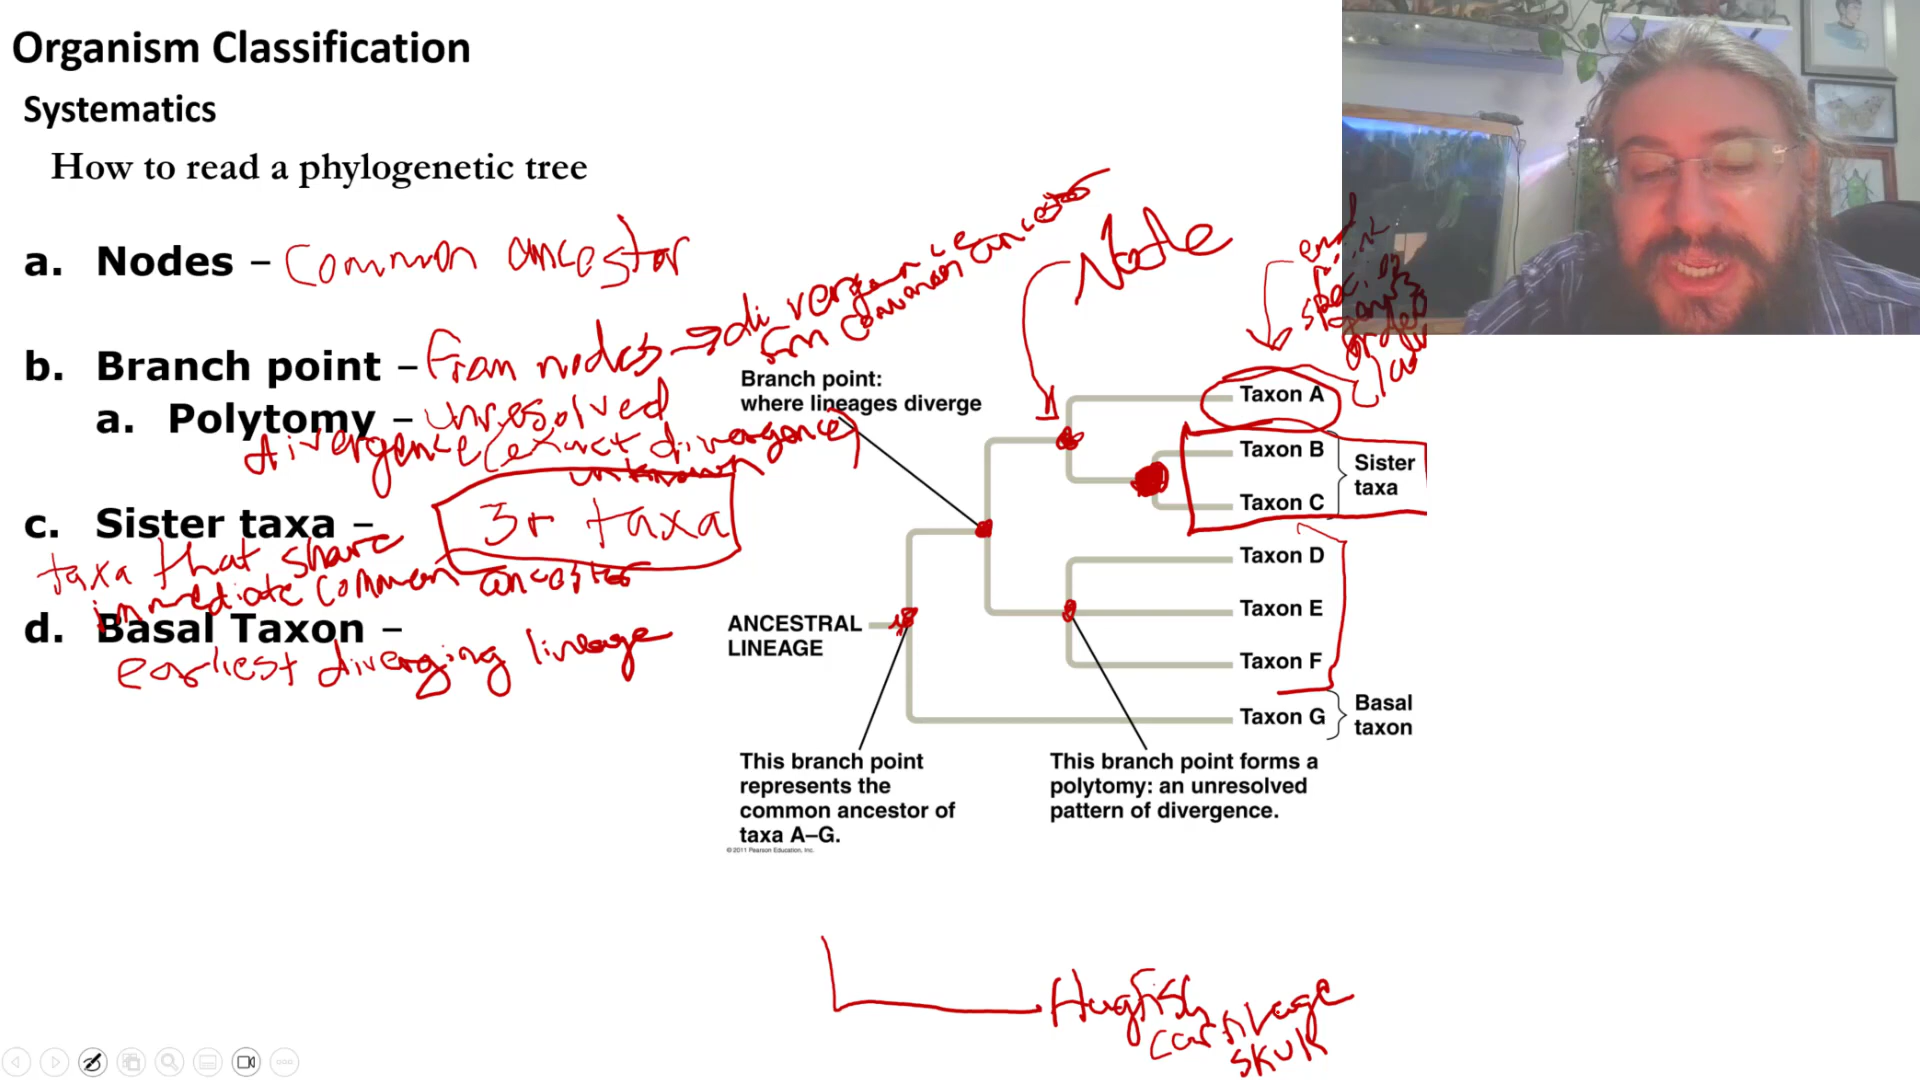 Organism Classification
Systematics
How to read a phylogenetic tree
a. Nodes – Common ancestor
b. Branch point – From nodes → divergence
from common ancestor
a. Polytomy – unresolved
divergence (exact divergence
unknown)
3+ taxa
c. Sister taxa –
taxa that share
immediate common ancestor
d. Basal Taxon –
earliest diverging lineage
Node
end
Branch point:
where lineages diverge
Taxon A
Taxon B
Taxon C
Sister
taxa
Taxon D
Taxon E
Taxon F
Taxon G
Basal
taxon
ANCESTRAL
LINEAGE
This branch point
represents the
common ancestor of
taxa A–G.
This branch point forms a
polytomy: an unresolved
pattern of divergence.
© 2011 Pearson Education, Inc.
Hagfish
skull